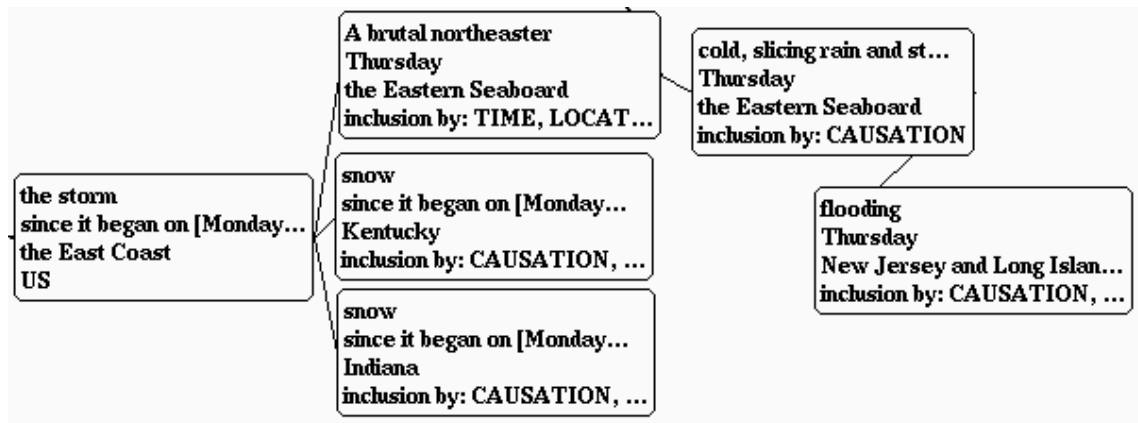 A brutal northeaster
Thursday
the Eastern Seaboard
inclusion by: TIME, LOCAT...
cold, slicing rain and st...
Thursday
the Eastern Seaboard
inclusion by: CAUSATION
the storm
since it began on [Monday...
the East Coast
US
snow
since it began on [Monday...
Kentucky
inclusion by: CAUSATION, ...
flooding
Thursday
New Jersey and Long Islan...
inclusion by: CAUSATION, ...
snow
since it began on [Monday...
Indiana
inclusion by: CAUSATION, ...